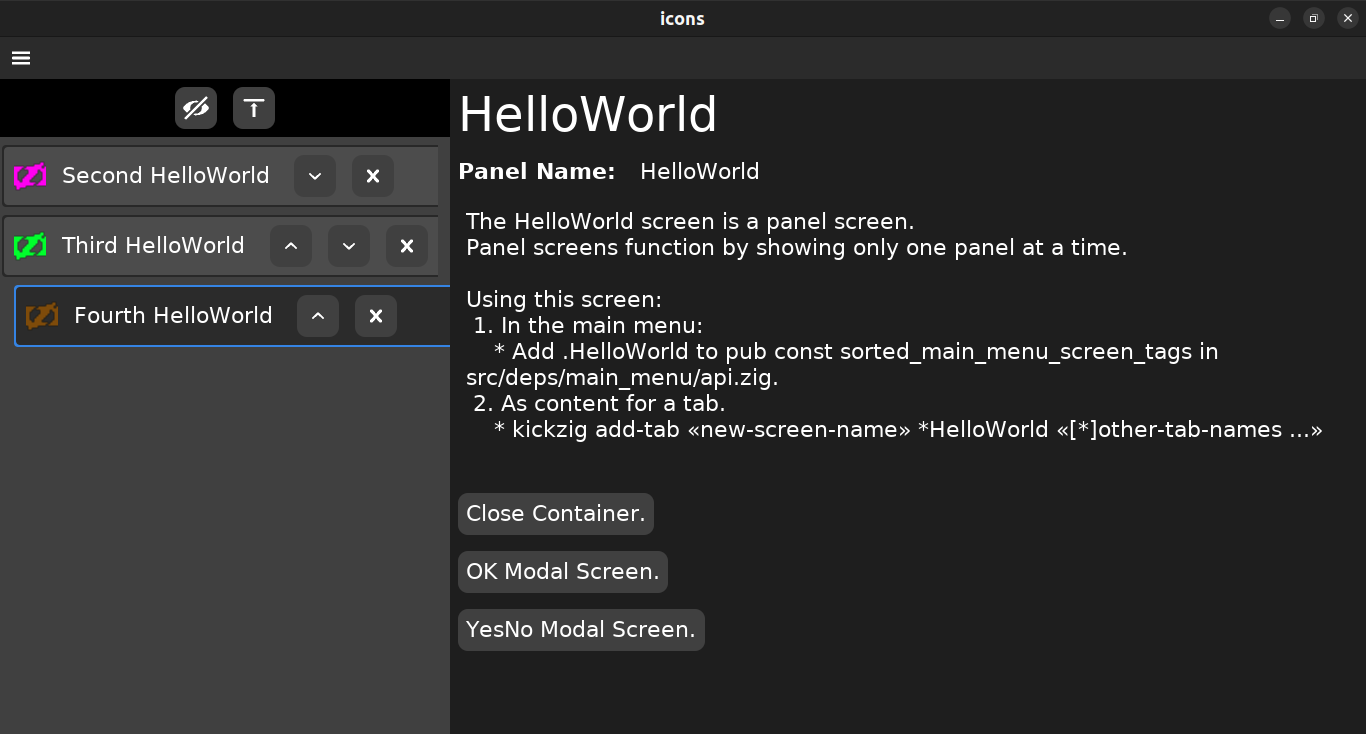 icons
Second HelloWorld
Third HelloWorld
Fourth HelloWorld
HelloWorld
Panel Name: HelloWorld
The HelloWorld screen is a panel screen.
Panel screens function by showing only one panel at a time.
Using this screen:
1. In the main menu:
* Add .HelloWorld to pub const sorted_main_menu_screen_tags in
src/deps/main_menu/api.zig.
2. As content for a tab.
* kickzig add-tab «new-screen-name» *HelloWorld «[*]other-tab-names ...»
Close Container.
OK Modal Screen.
YesNo Modal Screen.